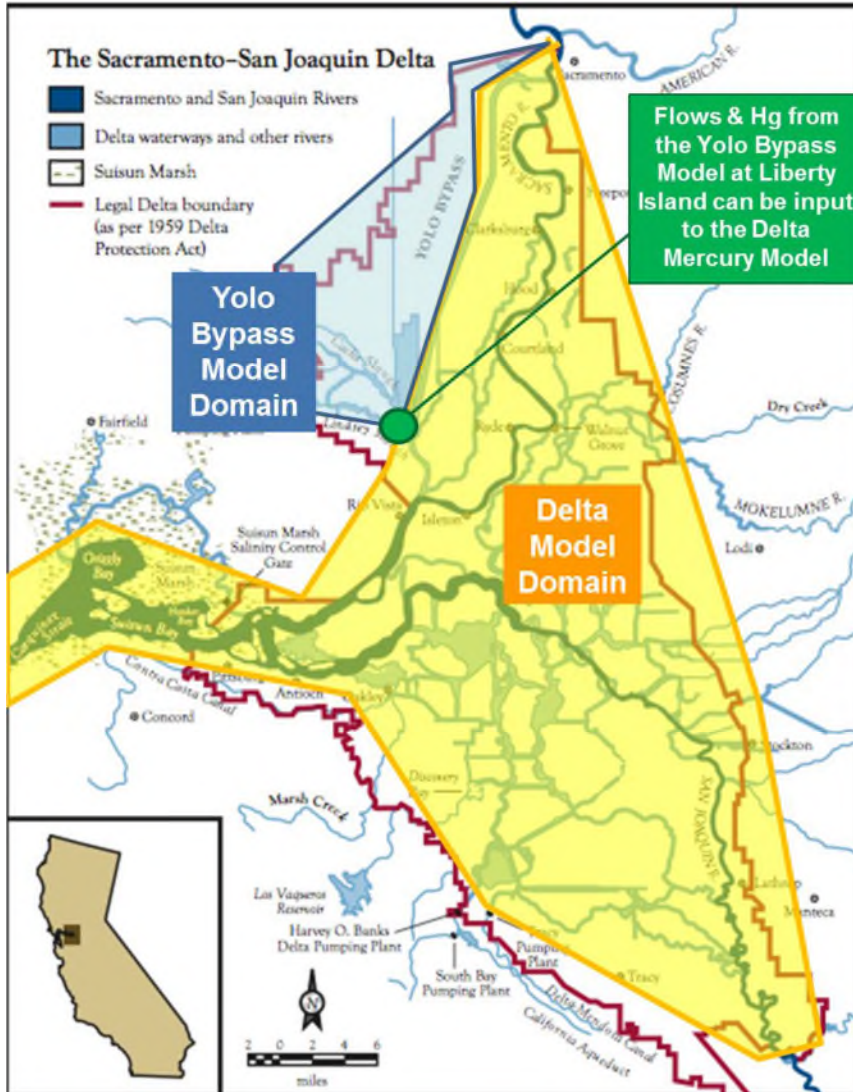 The Sacramento–San Joaquin Delta
Sacramento and San Joaquin Rivers
Delta waterways and other rivers
Suisun Marsh
Legal Delta boundary
(as per 1959 Delta
Protection Act)
Flows & Hg from
the Yolo Bypass
Model at Liberty
Island can be input
to the Delta
Mercury Model
Yolo
Bypass
Model
Domain
Delta
Model
Domain
AMERICAN R.
SACRAMENTO R.
YOLO BYPASS
Clarksburg
Hood
Courtland
COSUMNES R.
Dry Creek
Lindsey
Ryde
Walnut
Grove
Fairfield
MOKELUMNE R.
Lodi
Rio Vista
Isleton
Suisun Marsh
Salinity Control
Gate
Suisun
Marsh
Grizzly
Bay
Suisun Bay
Carquinez Strait
Contra Costa Canal
Antioch
Oakley
Concord
Stockton
Discovery
Bay
Marsh Creek
SAN JOAQUIN R.
Los Vaqueros
Reservoir
Lathrop
Manteca
Harvey O. Banks
Delta Pumping Plant
Tracy
Pumping
Plant
South Bay
Pumping Plant
Tracy
Delta Mendota Canal
California Aqueduct
N
2 0 2 4 6
miles